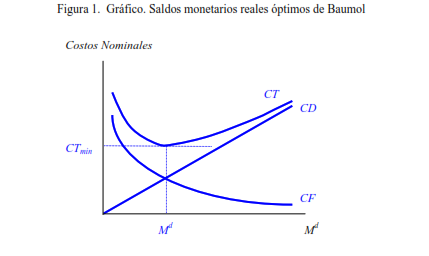 Figura 1. Gráfico. Saldos monetarios reales óptimos de Baumol
Costos Nominales
CT
CD
CTmin
CF
Md
Md